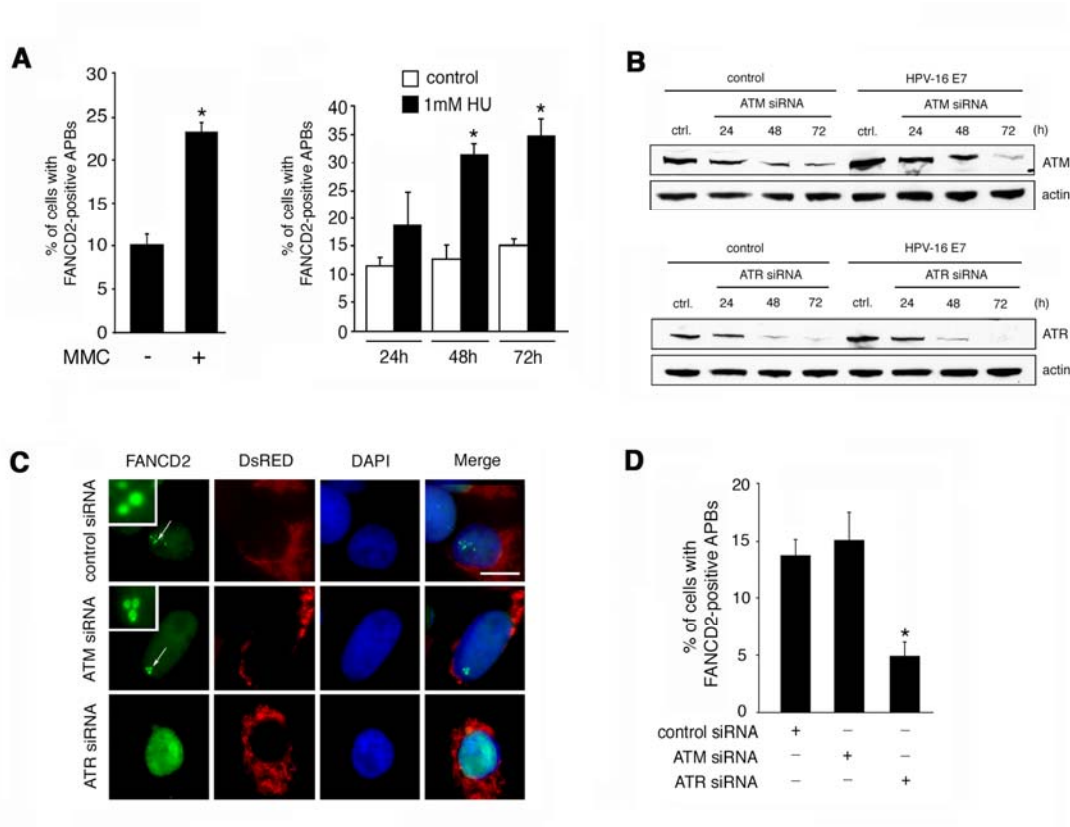 A
% of cells with
FANCD2-positive APBs
30
25
20
15
10
5
0
MMC - +
*
control
1mM HU
% of cells with
FANCD2-positive APBs
40
35
30
25
20
15
10
5
0
* *
24h 48h 72h
B
control HPV-16 E7
ATM siRNA ATM siRNA
ctrl. 24 48 72 ctrl. 24 48 72 (h)
ATM
actin
control HPV-16 E7
ATR siRNA ATR siRNA
ctrl. 24 48 72 ctrl. 24 48 72 (h)
ATR
actin
C
FANCD2 DsRED DAPI Merge
control siRNA
ATM siRNA
ATR siRNA
D
% of cells with
FANCD2-positive APBs
20
15
10
5
0
*
control siRNA + – –
ATM siRNA – + –
ATR siRNA – – +